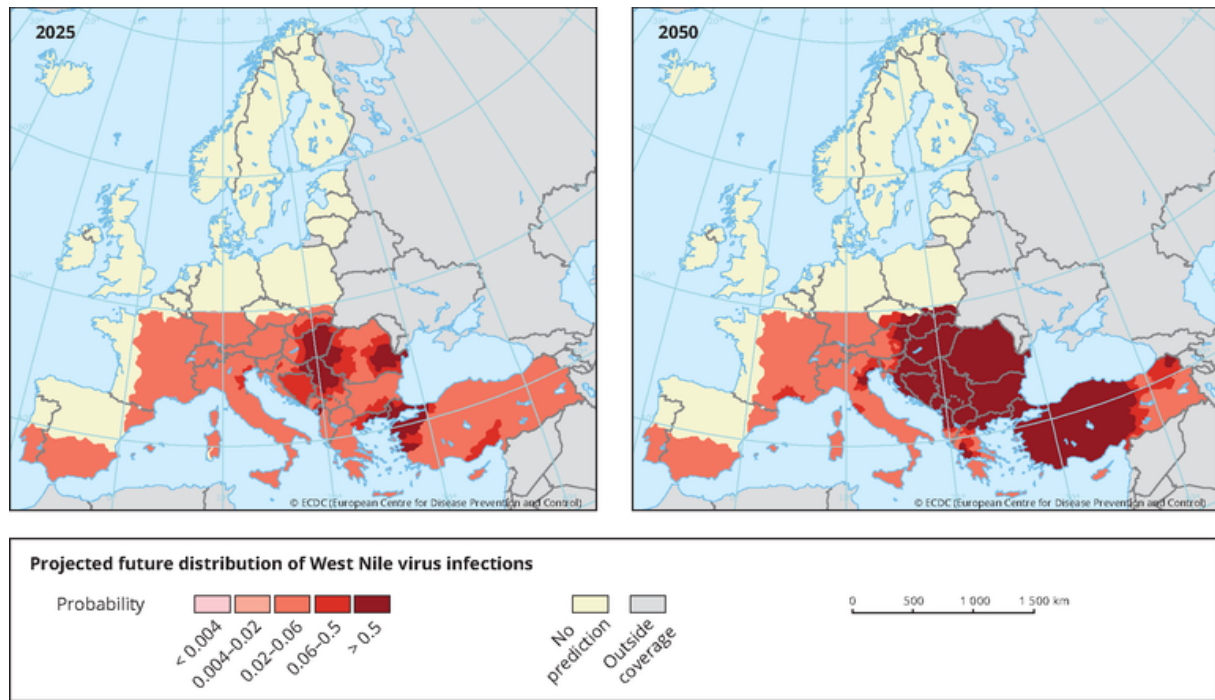 2025
2050
© ECDC (European Centre for Disease Prevention and Control)
© ECDC (European Centre for Disease Prevention and Control)
Projected future distribution of West Nile virus infections
Probability
< 0.004
0.004–0.02
0.02–0.06
0.06–0.5
> 0.5
No
prediction
Outside
coverage
0 500 1 000 1 500 km